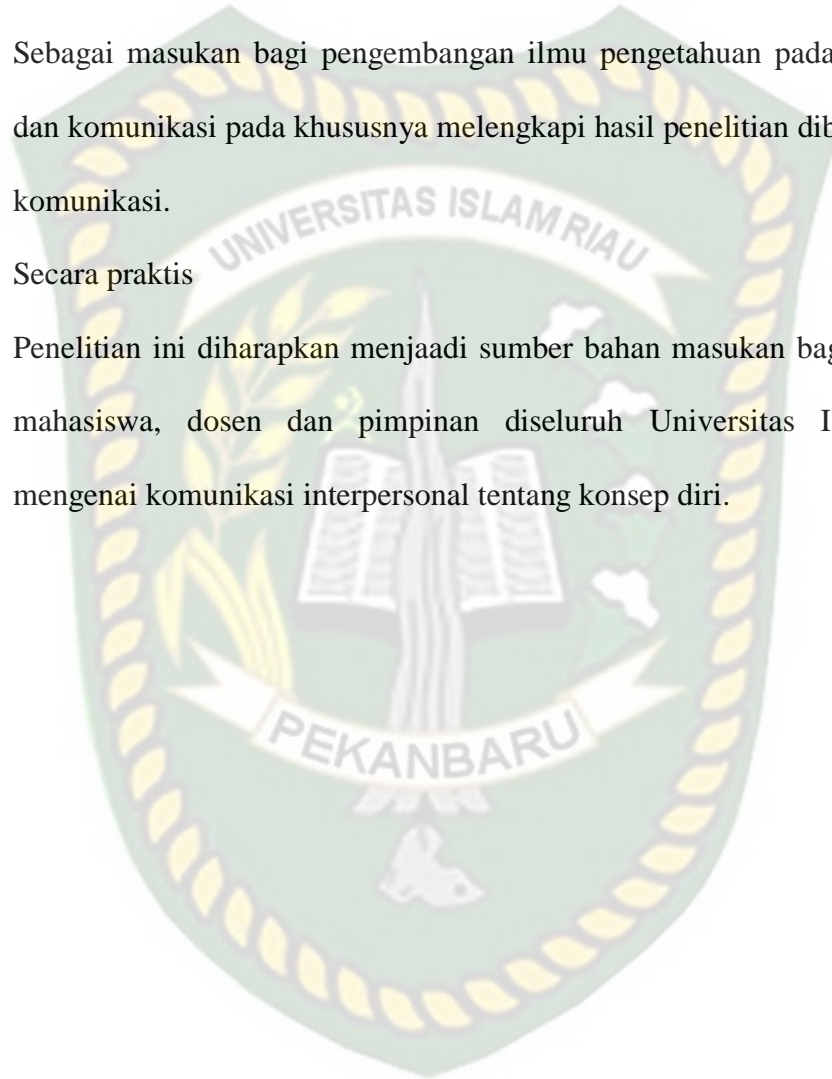 Sebagai masukan bagi pengembangan ilmu pengetahuan pada
dan komunikasi pada khususnya melengkapi hasil penelitian
komunikasi.
UNIVERSITAS ISLAM RIAU
Secara praktis
Penelitian ini diharapkan menjaadi sumber bahan masukan
mahasiswa, dosen dan pimpinan diseluruh Universitas
mengenai komunikasi interpersonal tentang konsep diri.
PEKANBARU